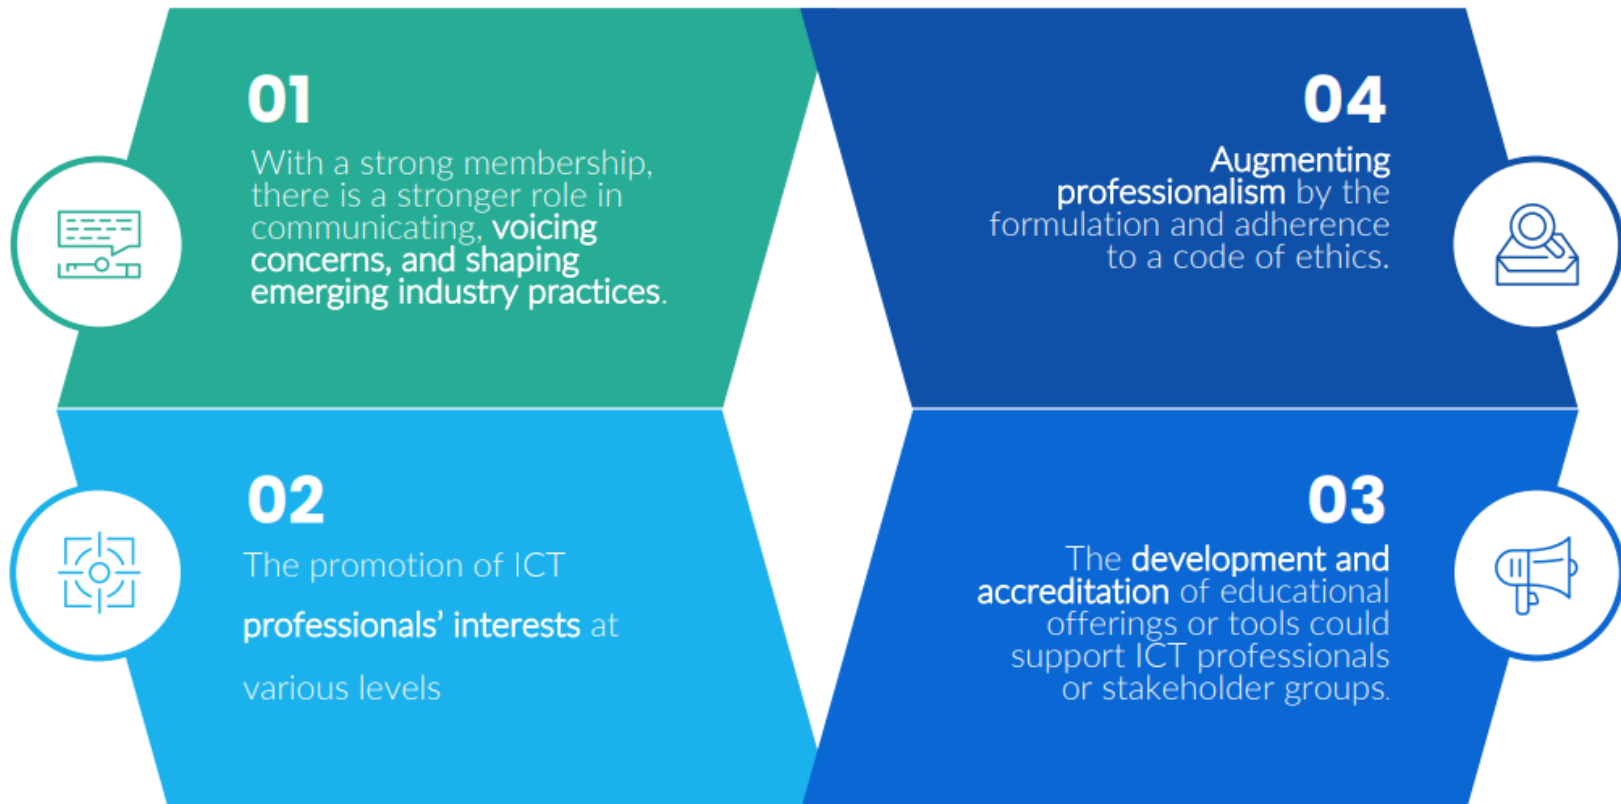 01
With a strong membership,
there is a stronger role in
communicating, voicing
concerns, and shaping
emerging industry practices.
02
The promotion of ICT
professionals’ interests at
various levels
03
The development and
accreditation of educational
offerings or tools could
support ICT professionals
or stakeholder groups.
04
Augmenting
professionalism by the
formulation and adherence
to a code of ethics.